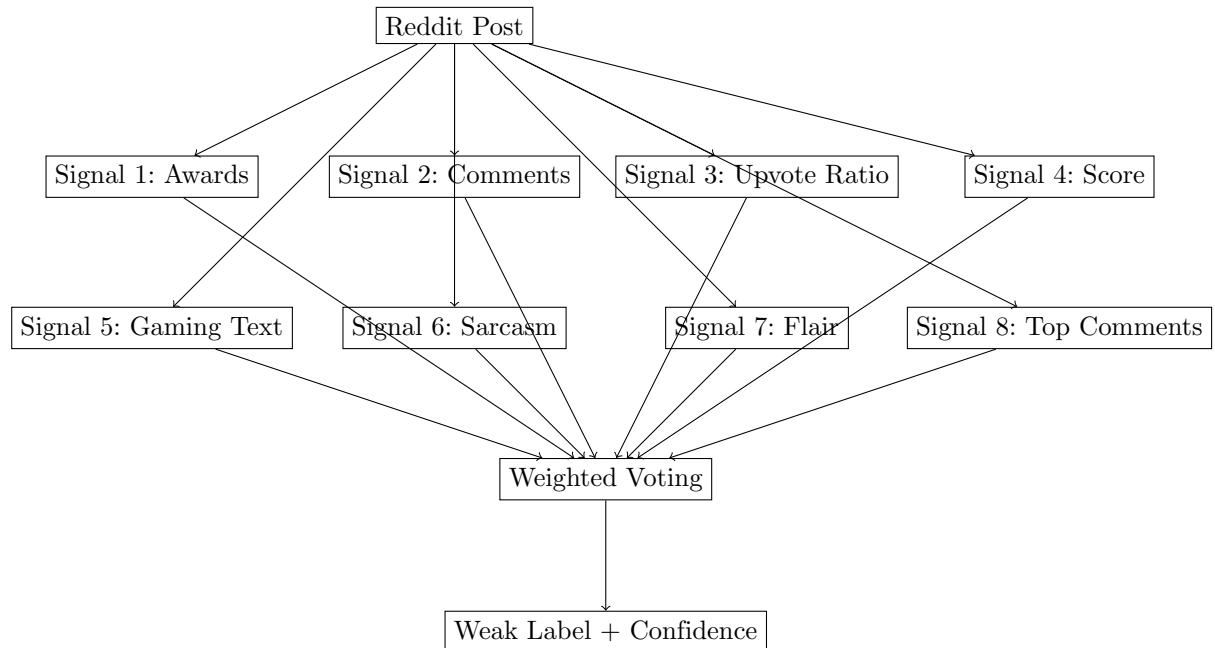 Reddit Post
Signal 1: Awards
Signal 2: Comments
Signal 3: Upvote Ratio
Signal 4: Score
Signal 5: Gaming Text
Signal 6: Sarcasm
Signal 7: Flair
Signal 8: Top Comments
Weighted Voting
Weak Label + Confidence